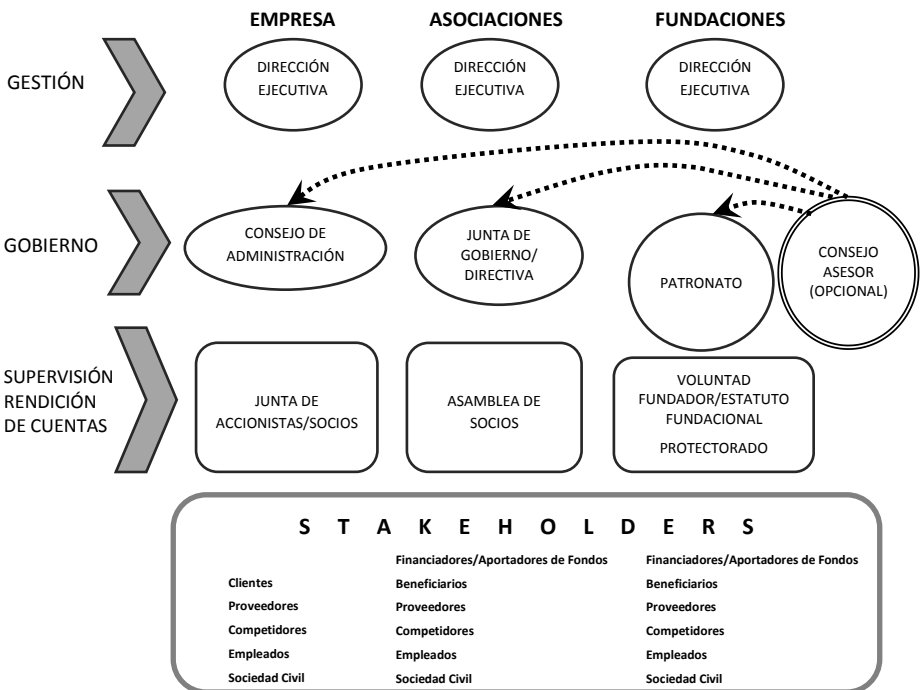 EMPRESA
ASOCIACIONES
FUNDACIONES
GESTIÓN
DIRECCIÓN
EJECUTIVA
DIRECCIÓN
EJECUTIVA
DIRECCIÓN
EJECUTIVA
GOBIERNO
CONSEJO DE
ADMINISTRACIÓN
JUNTA DE
GOBIERNO/
DIRECTIVA
PATRONATO
CONSEJO
ASESOR
(OPCIONAL)
SUPERVISIÓN
RENDICIÓN
DE CUENTAS
JUNTA DE
ACCIONISTAS/SOCIOS
ASAMBLEA DE
SOCIOS
VOLUNTAD
FUNDADOR/ESTATUTO
FUNDACIONAL
PROTECTORADO
S T A K E H O L D E R S
Clientes
Proveedores
Competidores
Empleados
Sociedad Civil
Financiadores/Aportadores de Fondos
Beneficiarios
Proveedores
Competidores
Empleados
Sociedad Civil
Financiadores/Aportadores de Fondos
Beneficiarios
Proveedores
Competidores
Empleados
Sociedad Civil